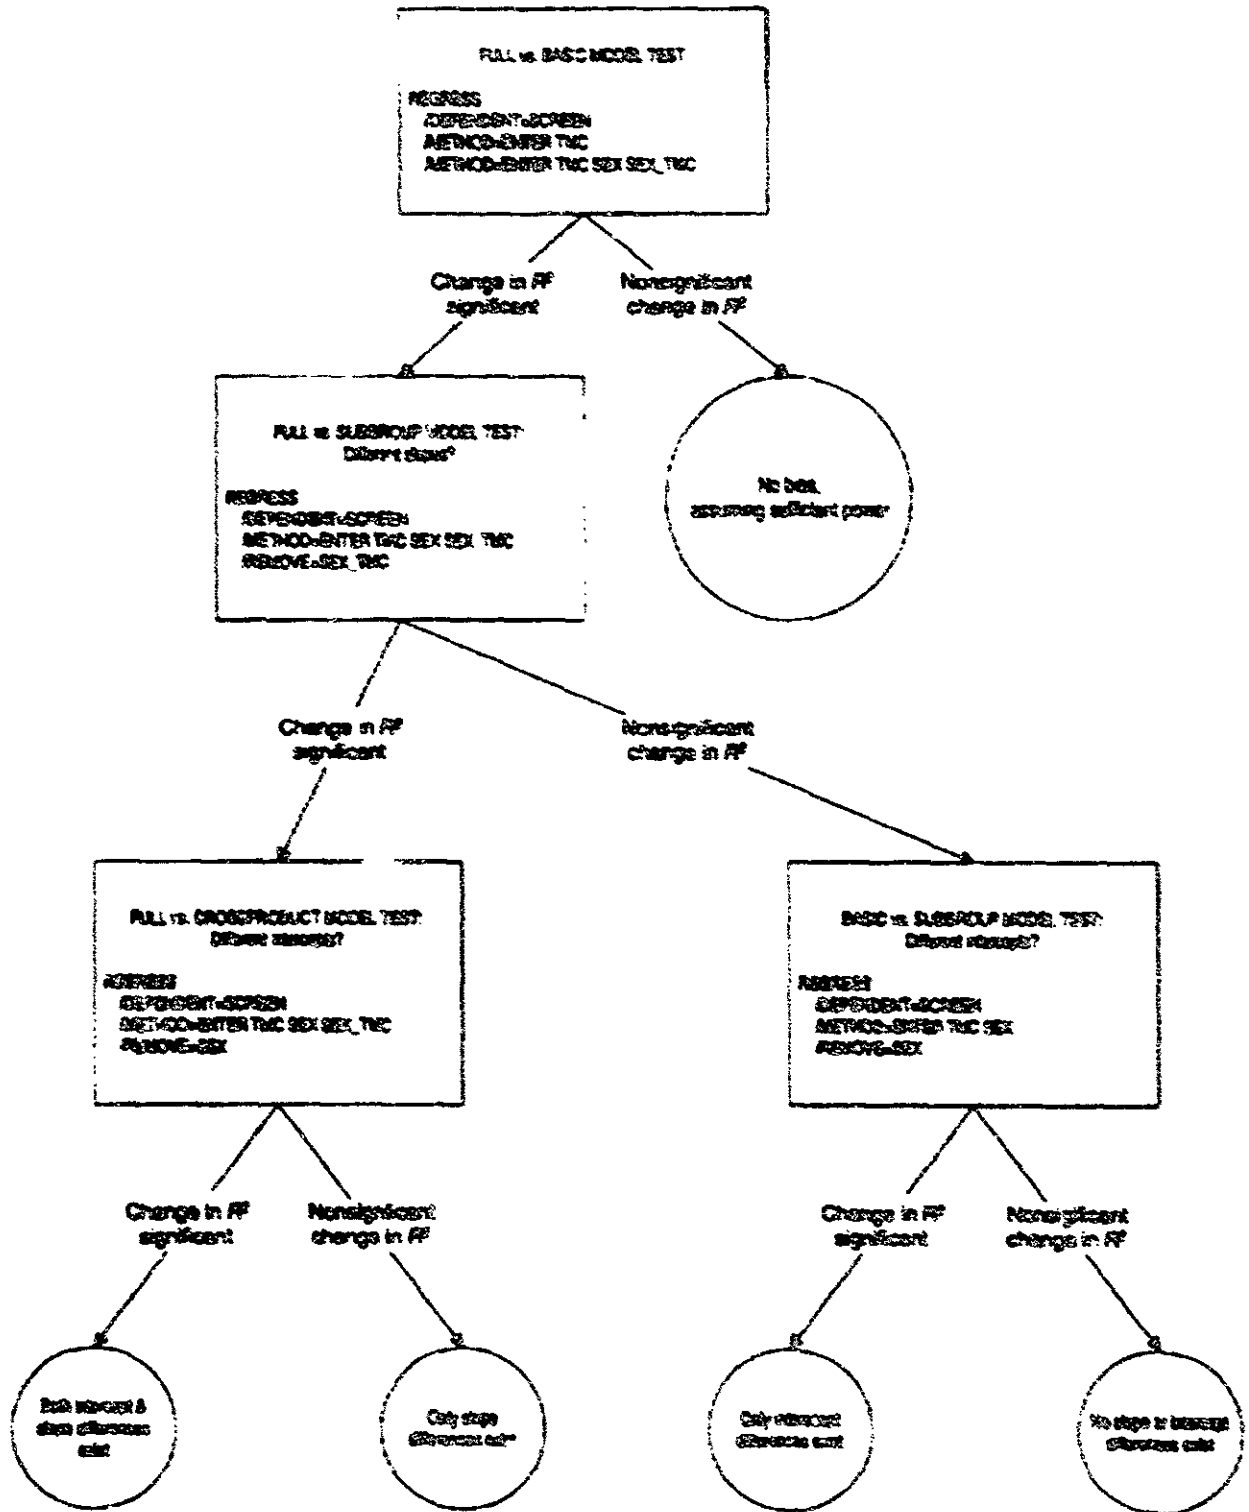 FULL vs. BASIC MODEL TEST
REGRESS
/DEPENDENT=SCREEN
/METHOD=ENTER TMC
/METHOD=ENTER TMC SEX SEX_TMC
Change in R²
significant
Nonsignificant
change in R²
FULL vs. SUBGROUP MODEL TEST:
Different slopes?
REGRESS
/DEPENDENT=SCREEN
/METHOD=ENTER TMC SEX SEX_TMC
/REMOVE=SEX_TMC
No bias,
assuming sufficient power
Change in R²
significant
Nonsignificant
change in R²
FULL vs. CROSSPRODUCT MODEL TEST:
Different intercepts?
REGRESS
/DEPENDENT=SCREEN
/METHOD=ENTER TMC SEX SEX_TMC
/REMOVE=SEX
BASIC vs. SUBGROUP MODEL TEST:
Different intercepts?
REGRESS
/DEPENDENT=SCREEN
/METHOD=ENTER TMC SEX
/REMOVE=SEX
Change in R²
significant
Nonsignificant
change in R²
Change in R²
significant
Nonsignificant
change in R²
Both intercept &
slope differences
exist
Only slope
differences exist
Only intercept
differences exist
No slope or intercept
differences exist